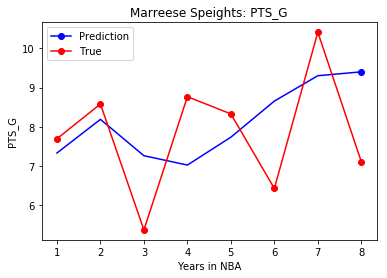 Marreese Speights: PTS_G
Prediction
True
PTS_G
10
9
8
7
6
1 2 3 4 5 6 7 8
Years in NBA